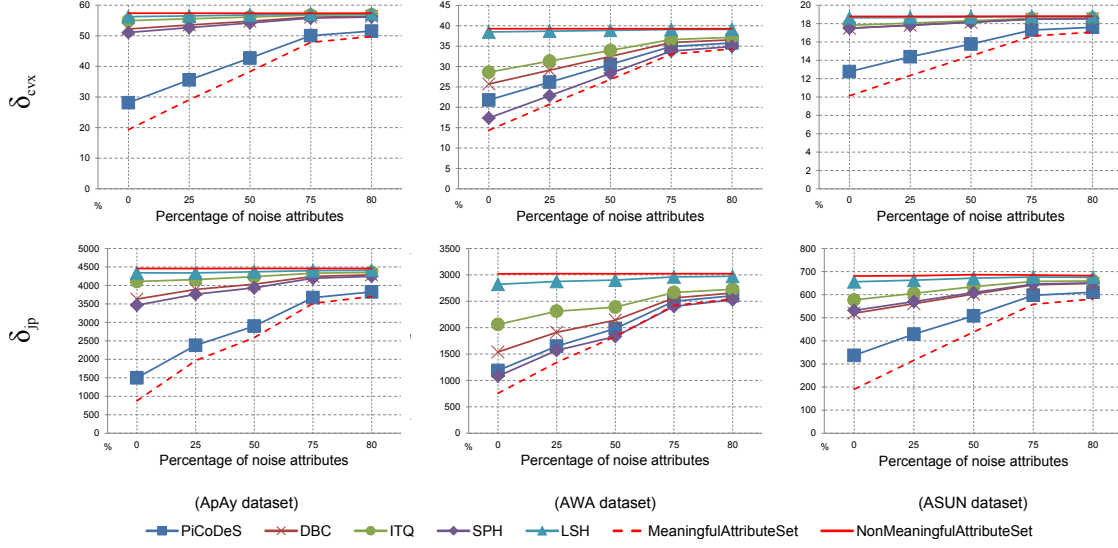 60 50 40 30 20 10 0
δcvx
% 0 25 50 75 80
Percentage of noise attributes
45 40 35 30 25 20 15 10 5 0
% 0 25 50 75 80
Percentage of noise attributes
20 18 16 14 12 10 8 6 4 2 0
% 0 25 50 75 80
Percentage of noise attributes
5000 4500 4000 3500 3000 2500 2000 1500 1000 500 0
δJP
% 0 25 50 75 80
Percentage of noise attributes
3500 3000 2500 2000 1500 1000 500 0
% 0 25 50 75 80
Percentage of noise attributes
800 700 600 500 400 300 200 100 0
% 0 25 50 75 80
Percentage of noise attributes
(ApAy dataset) (AWA dataset) (ASUN dataset)
PiCoDeS DBC ITQ SPH LSH MeaningfulAttributeSet NonMeaningfulAttributeSet